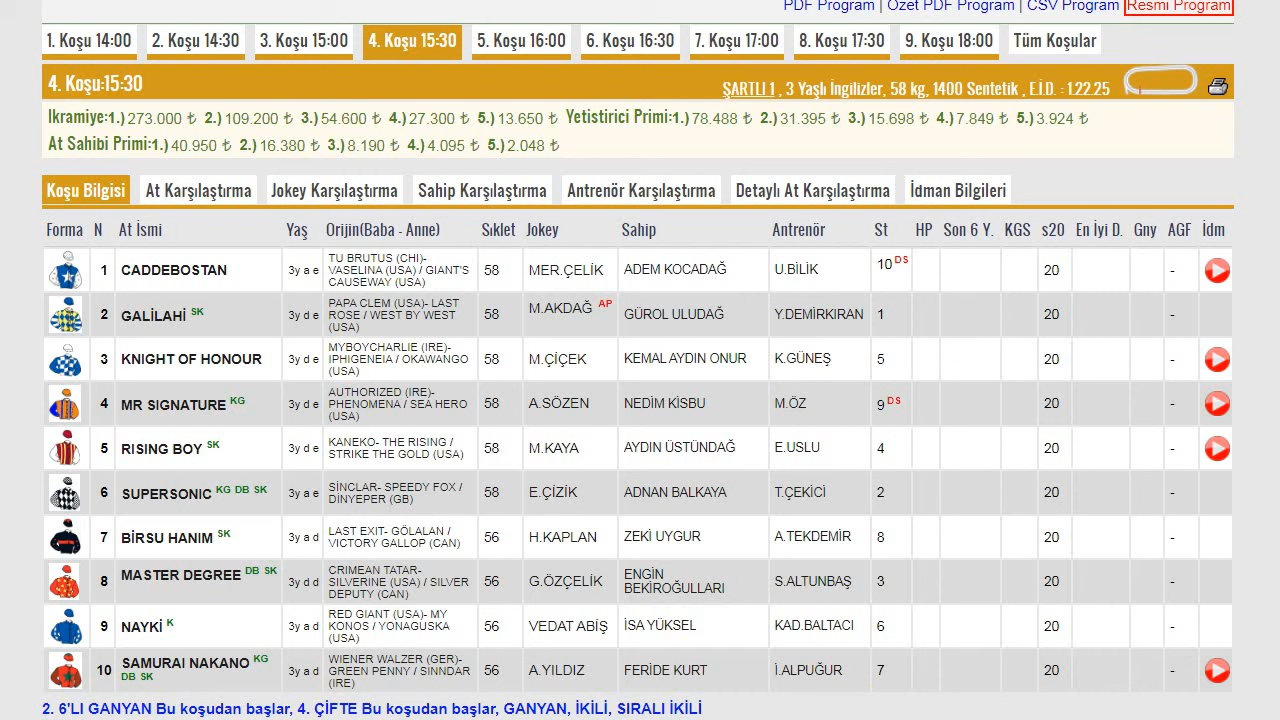 PDF Program | Özet PDF Program | CSV Program Resmi Program
1. Koşu 14:00 2. Koşu 14:30 3. Koşu 15:00 4. Koşu 15:30 5. Koşu 16:00 6. Koşu 16:30 7. Koşu 17:00 8. Koşu 17:30 9. Koşu 18:00 Tüm Koşular
4. Koşu:15:30 ŞARTLI 1 , 3 Yaşlı İngilizler, 58 kg, 1400 Sentetik , E.İ.D. : 1.22.25
Ikramiye:1.) 273.000 ₺ 2.) 109.200 ₺ 3.) 54.600 ₺ 4.) 27.300 ₺ 5.) 13.650 ₺ Yetistirici Primi:1.) 78.488 ₺ 2.) 31.395 ₺ 3.) 15.698 ₺ 4.) 7.849 ₺ 5.) 3.924 ₺
At Sahibi Primi:1.) 40.950 ₺ 2.) 16.380 ₺ 3.) 8.190 ₺ 4.) 4.095 ₺ 5.) 2.048 ₺
Koşu Bilgisi At Karşılaştırma Jokey Karşılaştırma Sahip Karşılaştırma Antrenör Karşılaştırma Detaylı At Karşılaştırma İdman Bilgileri
Forma N At İsmi Yaş Orijin(Baba - Anne) Sıklet Jokey Sahip Antrenör St HP Son 6 Y. KGS s20 En İyi D. Gny AGF İdm
1 CADDEBOSTAN 3y a e TU BRUTUS (CHI)- VASELINA (USA) / GIANT'S CAUSEWAY (USA) 58 MER.ÇELİK ADEM KOCADAĞ U.BİLİK 10 DS 20 -
2 GALİLAHİ SK 3y d e PAPA CLEM (USA)- LAST ROSE / WEST BY WEST (USA) 58 M.AKDAĞ AP GÜROL ULUDAĞ Y.DEMİRKIRAN 1 20 -
3 KNIGHT OF HONOUR 3y d e MYBOYCHARLIE (IRE)- IPHIGENEIA / OKAWANGO (USA) 58 M.ÇİÇEK KEMAL AYDIN ONUR K.GÜNEŞ 5 20 -
4 MR SIGNATURE KG 3y d e AUTHORIZED (IRE)- PHENOMENA / SEA HERO (USA) 58 A.SÖZEN NEDİM KİSBU M.ÖZ 9 DS 20 -
5 RISING BOY SK 3y d e KANEKO- THE RISING / STRIKE THE GOLD (USA) 58 M.KAYA AYDIN ÜSTÜNDAĞ E.USLU 4 20 -
6 SUPERSONIC KG DB SK 3y a e SİNCLAR- SPEEDY FOX / DİNYEPER (GB) 58 E.ÇİZİK ADNAN BALKAYA T.ÇEKİCİ 2 20 -
7 BİRSU HANIM SK 3y a d LAST EXIT- GÖLALAN / VICTORY GALLOP (CAN) 56 H.KAPLAN ZEKİ UYGUR A.TEKDEMİR 8 20 -
8 MASTER DEGREE DB SK 3y d d CRIMEAN TATAR- SILVERINE (USA) / SILVER DEPUTY (CAN) 56 G.ÖZÇELİK ENGİN BEKİROĞULLARI S.ALTUNBAŞ 3 20 -
9 NAYKİ K 3y a d RED GIANT (USA)- MY KONOS / YONAGUSKA (USA) 56 VEDAT ABİŞ İSA YÜKSEL KAD.BALTACI 6 20 -
10 SAMURAI NAKANO KG DB SK 3y a d WIENER WALZER (GER)- GREEN PENNY / SINNDAR (IRE) 56 A.YILDIZ FERİDE KURT İ.ALPUĞUR 7 20 -
2. 6'LI GANYAN Bu koşudan başlar, 4. ÇİFTE Bu koşudan başlar, GANYAN, İKİLİ, SIRALI İKİLİ